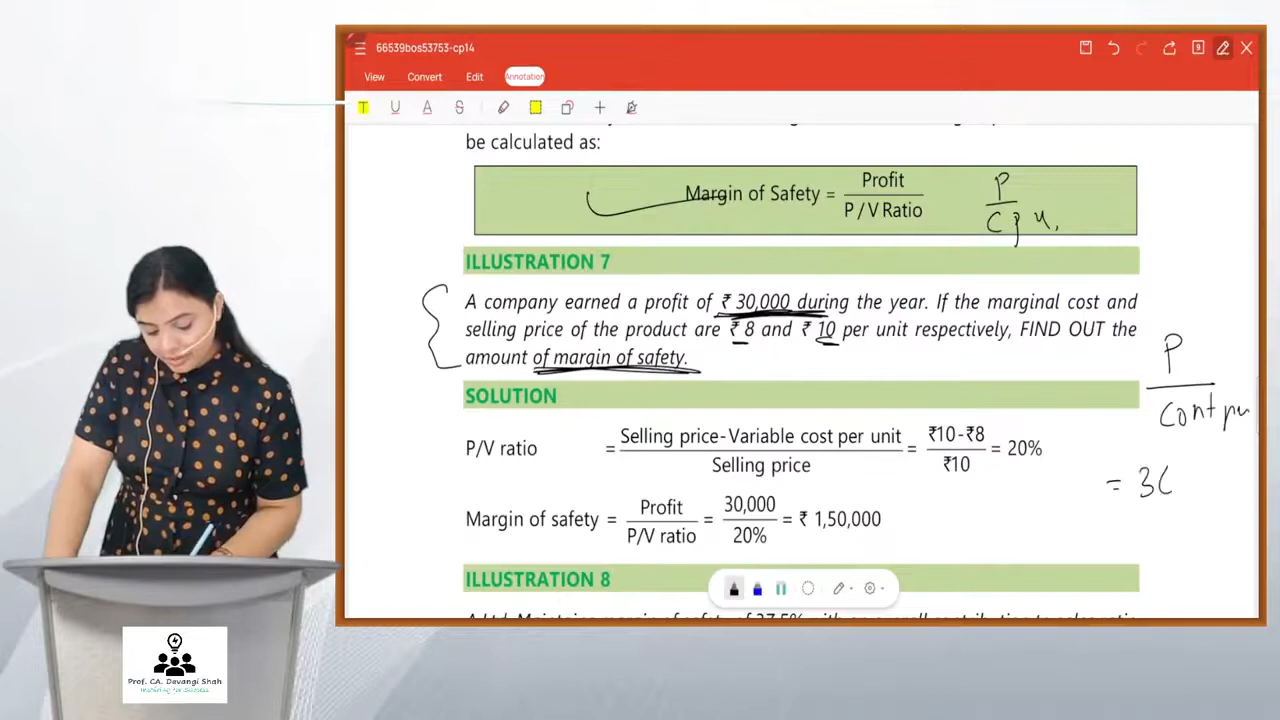 66539bos53753-cp14
View Convert Edit Annotation
be calculated as:
Margin of Safety = Profit / P / V Ratio
P
C p u,
ILLUSTRATION 7
A company earned a profit of ₹ 30,000 during the year. If the marginal cost and
selling price of the product are ₹ 8 and ₹ 10 per unit respectively, FIND OUT the
amount of margin of safety.
P
Cont pu
SOLUTION
P/V ratio = Selling price-Variable cost per unit / Selling price = ₹10-₹8 / ₹10 = 20%
= 30
Margin of safety = Profit / P/V ratio = 30,000 / 20% = ₹ 1,50,000
ILLUSTRATION 8
Prof. CA. Devangi Shah